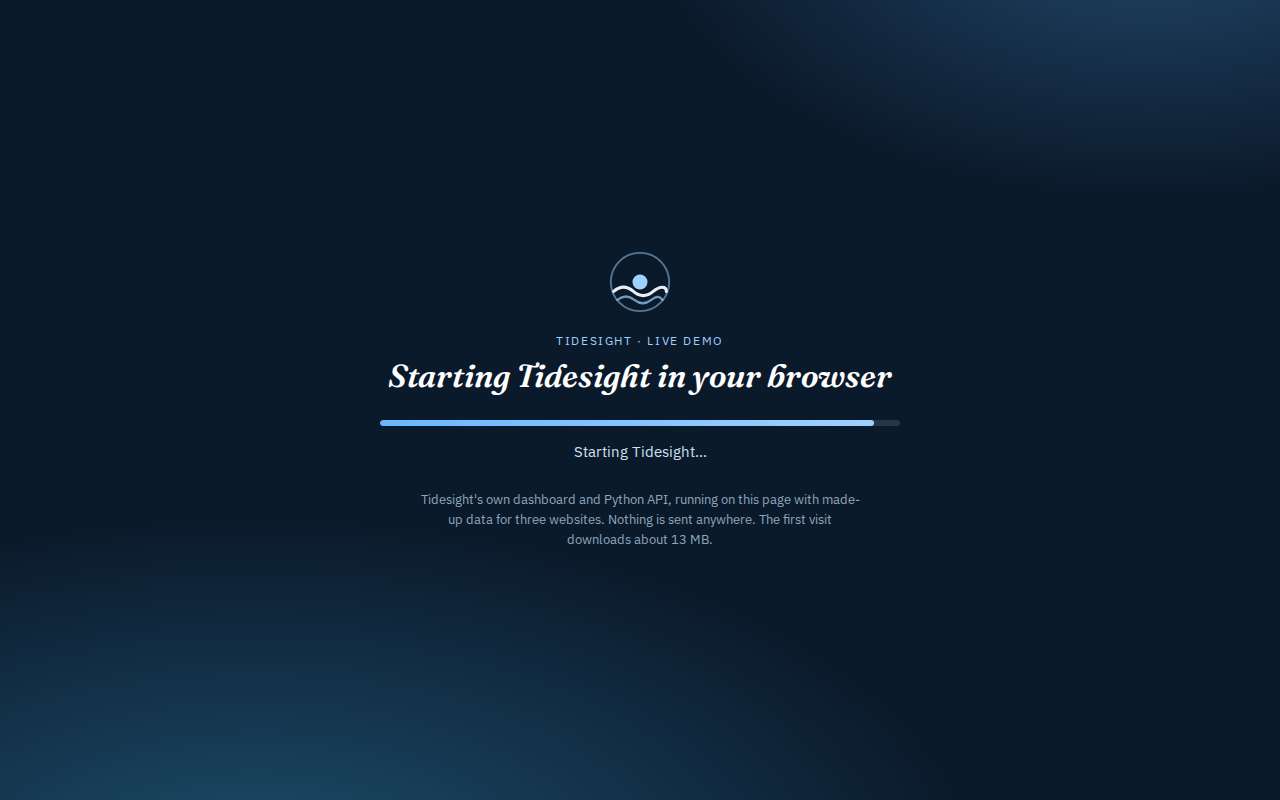 TIDESIGHT · LIVE DEMO
Starting Tidesight in your browser
Starting Tidesight...
Tidesight's own dashboard and Python API, running on this page with made-
up data for three websites. Nothing is sent anywhere. The first visit
downloads about 13 MB.